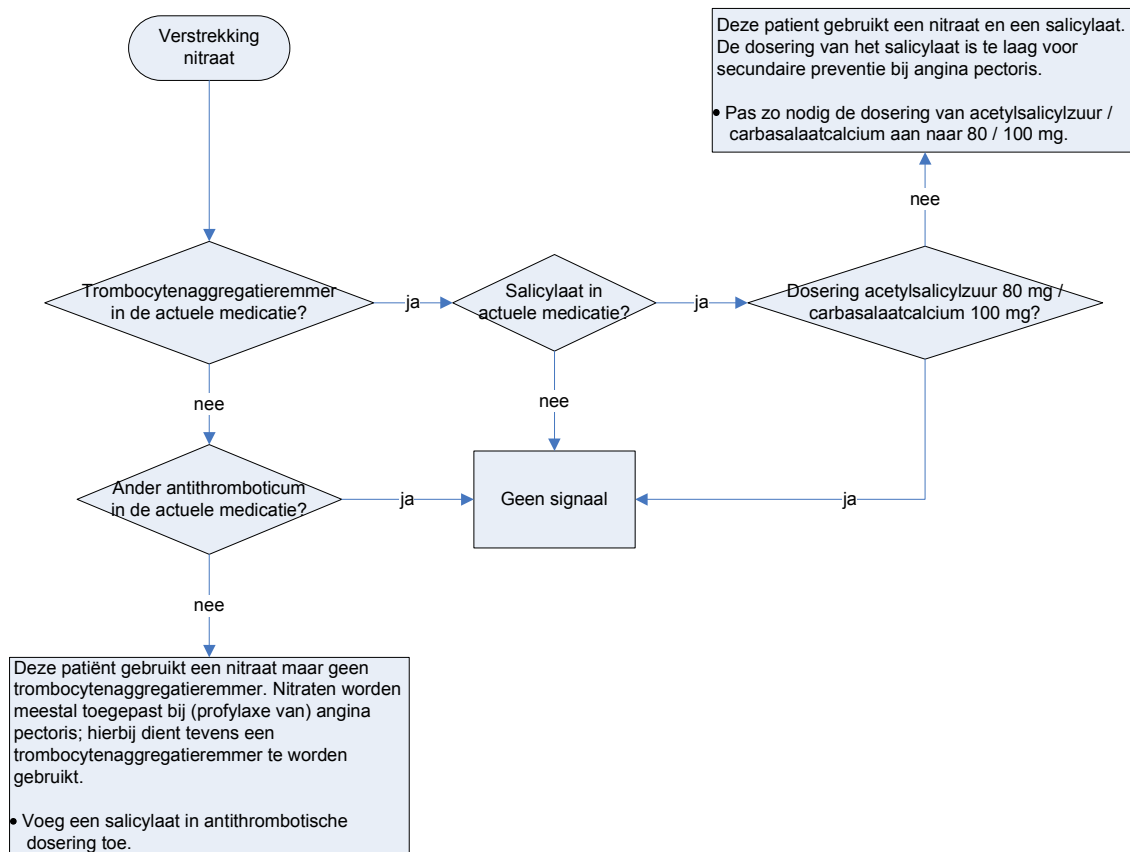 Verstrekking
nitraat
Deze patient gebruikt een nitraat en een salicylaat.
De dosering van het salicylaat is te laag voor
secundaire preventie bij angina pectoris.
• Pas zo nodig de dosering van acetylsalicylzuur /
carbasalaatcalcium aan naar 80 / 100 mg.
nee
Trombocytenaggregatieremmer
in de actuele medicatie?
ja
Salicylaat in
actuele medicatie?
ja
Dosering acetylsalicylzuur 80 mg /
carbasalaatcalcium 100 mg?
nee
nee
Ander antithromboticum
in de actuele medicatie?
ja
Geen signaal
ja
nee
Deze patiënt gebruikt een nitraat maar geen
trombocytenaggregatieremmer. Nitraten worden
meestal toegepast bij (profylaxe van) angina
pectoris; hierbij dient tevens een
trombocytenaggregatieremmer te worden
gebruikt.
• Voeg een salicylaat in antithrombotische
dosering toe.